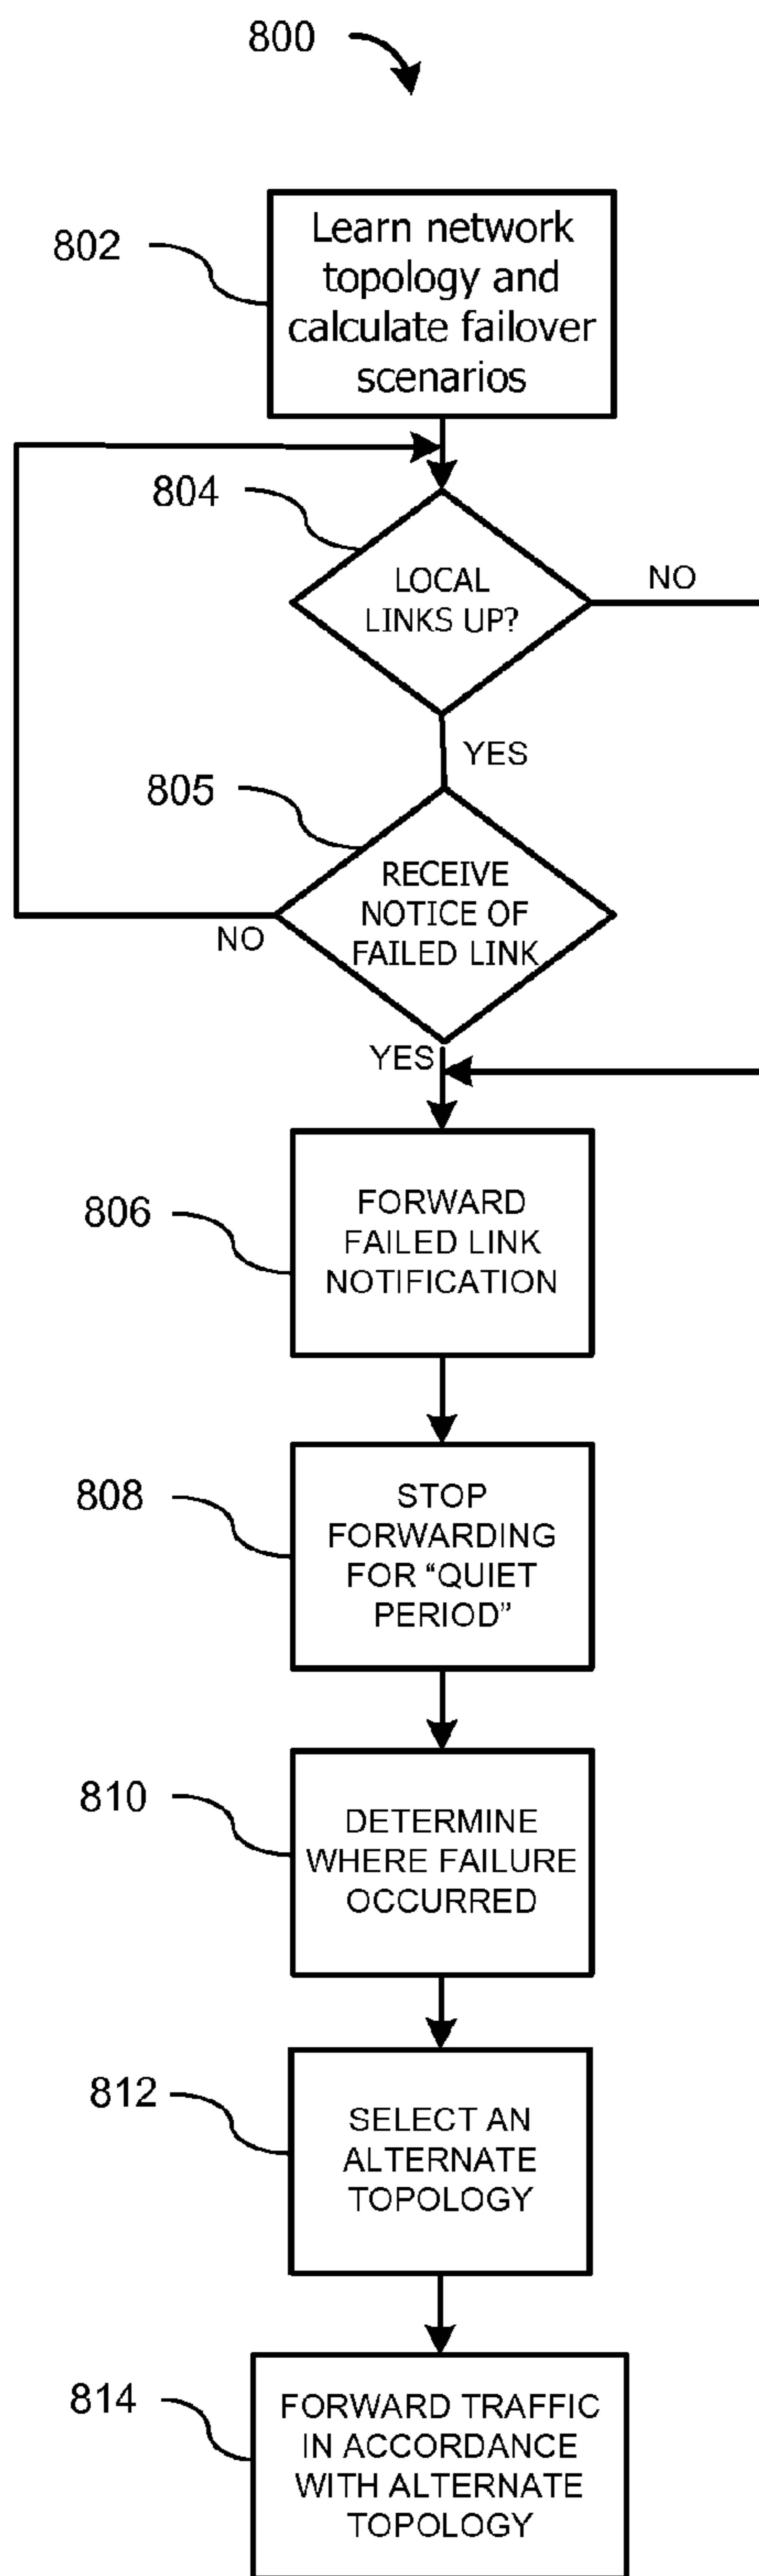 800
802
Learn network
topology and
calculate failover
scenarios
804
LOCAL
LINKS UP?
NO
YES
805
RECEIVE
NOTICE OF
FAILED LINK
NO
YES
806
FORWARD
FAILED LINK
NOTIFICATION
808
STOP
FORWARDING
FOR “QUIET
PERIOD”
810
DETERMINE
WHERE FAILURE
OCCURRED
812
SELECT AN
ALTERNATE
TOPOLOGY
814
FORWARD TRAFFIC
IN ACCORDANCE
WITH ALTERNATE
TOPOLOGY